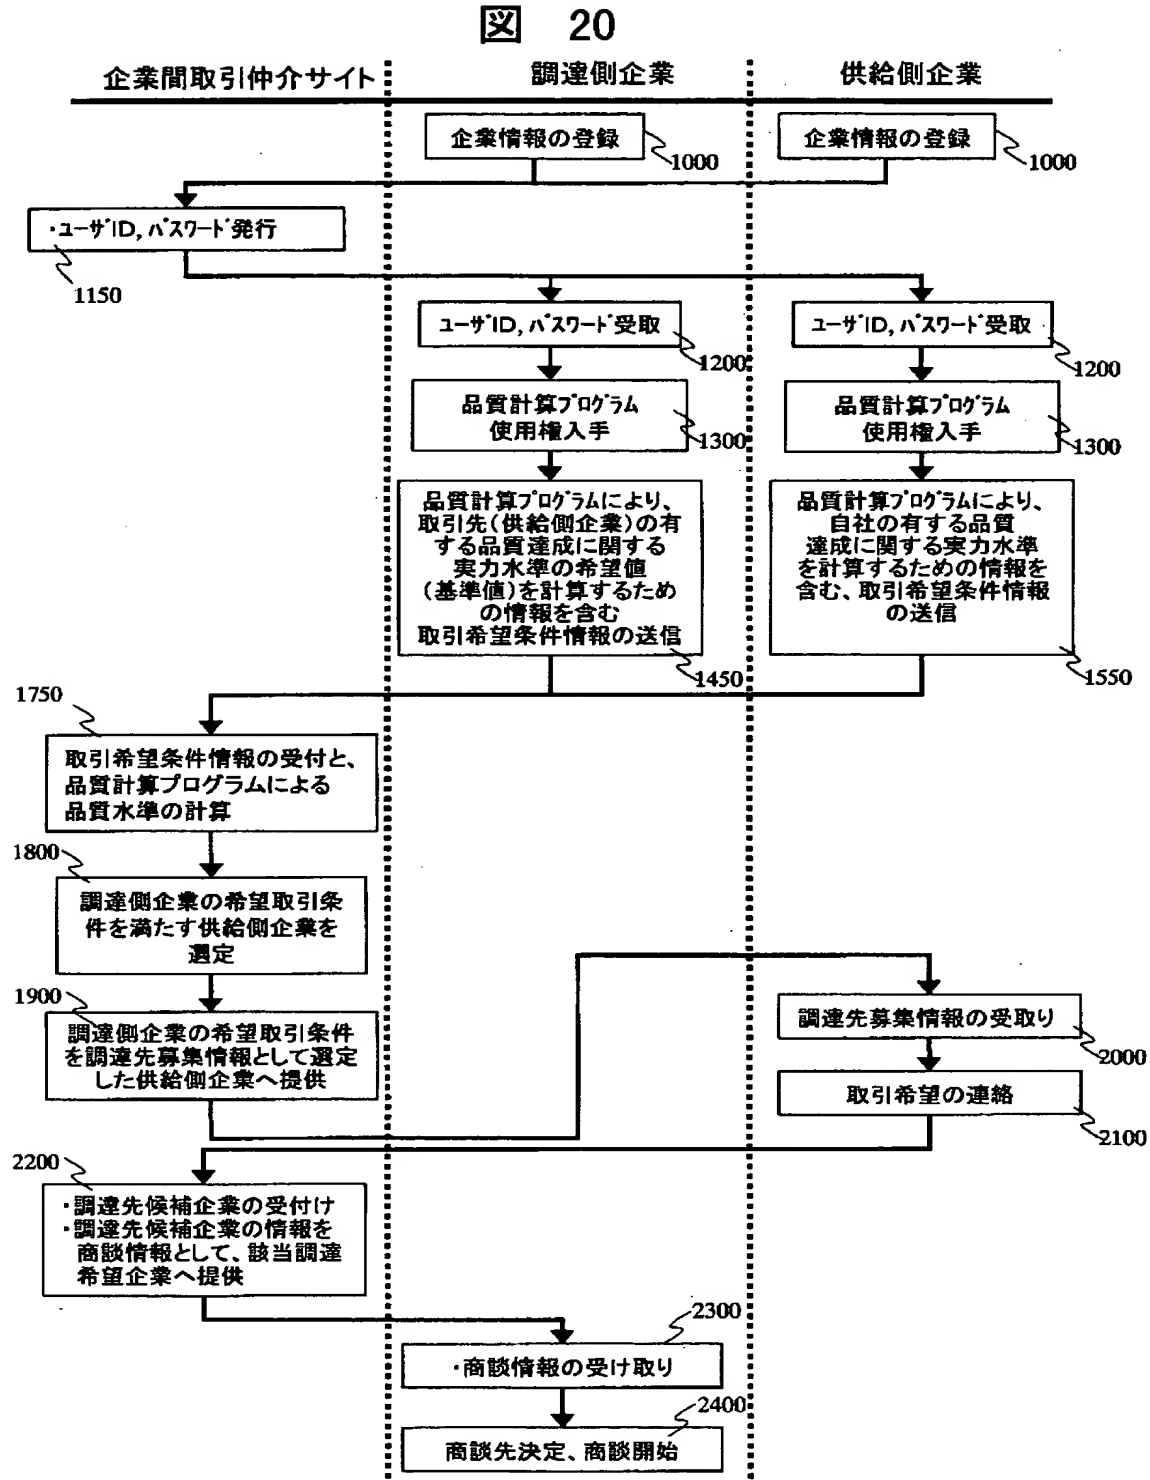 図 20
企業間取引仲介サイト
調達側企業
供給側企業
企業情報の登録
1000
企業情報の登録
1000
・ユーザID,パスワード発行
1150
ユーザID,パスワード受取
1200
ユーザID,パスワード受取
1200
品質計算プログラム
使用権入手
1300
品質計算プログラム
使用権入手
1300
品質計算プログラムにより、
取引先(供給側企業)の有
する品質達成に関する
実力水準の希望値
(基準値)を計算するため
の情報を含む
取引希望条件情報の送信
1450
品質計算プログラムにより、
自社の有する品質
達成に関する実力水準
を計算するための情報を
含む、取引希望条件情報
の送信
1550
1750
取引希望条件情報の受付と、
品質計算プログラムによる
品質水準の計算
1800
調達側企業の希望取引条
件を満たす供給側企業を
選定
1900
調達側企業の希望取引条件
を調達先募集情報として選定
した供給側企業へ提供
調達先募集情報の受取り
2000
取引希望の連絡
2100
2200
・調達先候補企業の受付け
・調達先候補企業の情報を
商談情報として、該当調達
希望企業へ提供
2300
・商談情報の受け取り
2400
商談先決定、商談開始